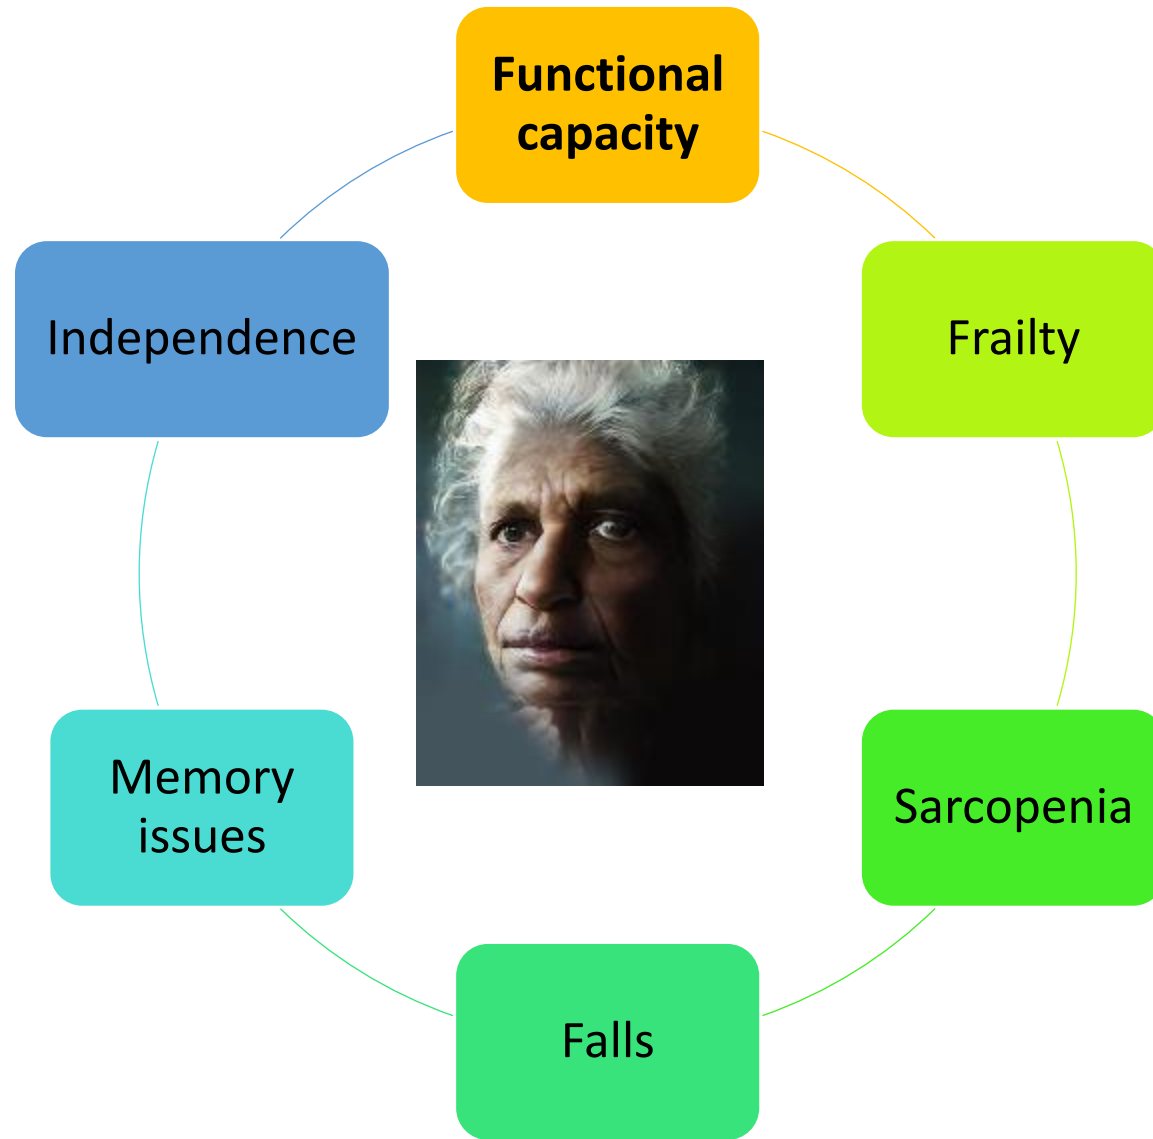 Functional
capacity
Frailty
Sarcopenia
Falls
Memory
issues
Independence